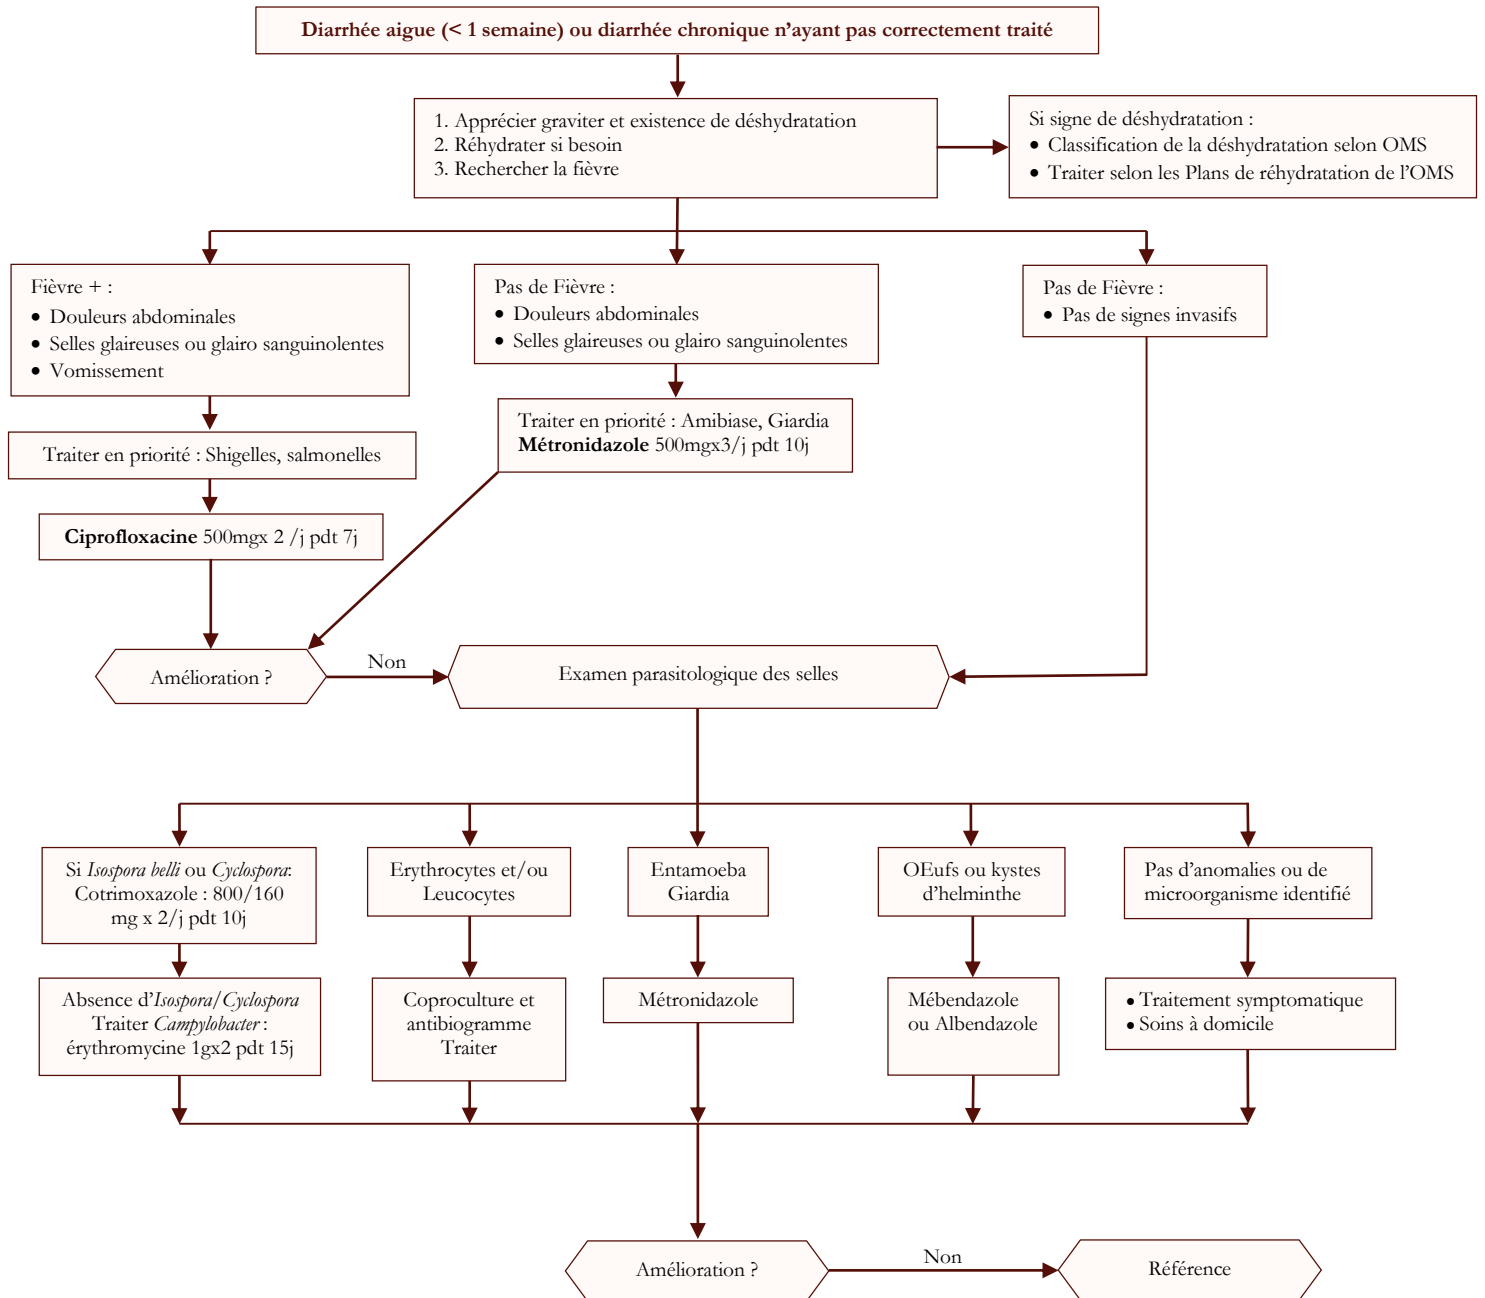 Diarrhée aigue (< 1 semaine) ou diarrhée chronique n'ayant pas correctement traité
1. Apprécier graviter et existence de déshydratation
2. Réhydrater si besoin
3. Rechercher la fièvre
Si signe de déshydratation :
• Classification de la déshydratation selon OMS
• Traiter selon les Plans de réhydratation de l'OMS
Fièvre + :
• Douleurs abdominales
• Selles glaireuses ou glairo sanguinolentes
• Vomissement
Pas de Fièvre :
• Douleurs abdominales
• Selles glaireuses ou glairo sanguinolentes
Pas de Fièvre :
• Pas de signes invasifs
Traiter en priorité : Shigelles, salmonelles
Traiter en priorité : Amibiase, Giardia
Métronidazole 500mgx3/j pdt 10j
Ciprofloxacine 500mgx 2 /j pdt 7j
Amélioration ?
Non
Examen parasitologique des selles
Si Isospora belli ou Cyclospora:
Cotrimoxazole : 800/160
mg x 2/j pdt 10j
Erythrocytes et/ou
Leucocytes
Entamoeba
Giardia
OEufs ou kystes
d'helminthe
Pas d'anomalies ou de
microorganisme identifié
Absence d'Isospora/Cyclospora
Traiter Campylobacter :
érythromycine 1gx2 pdt 15j
Coproculture et
antibiogramme
Traiter
Métronidazole
Mébendazole
ou Albendazole
• Traitement symptomatique
• Soins à domicile
Amélioration ?
Non
Référence